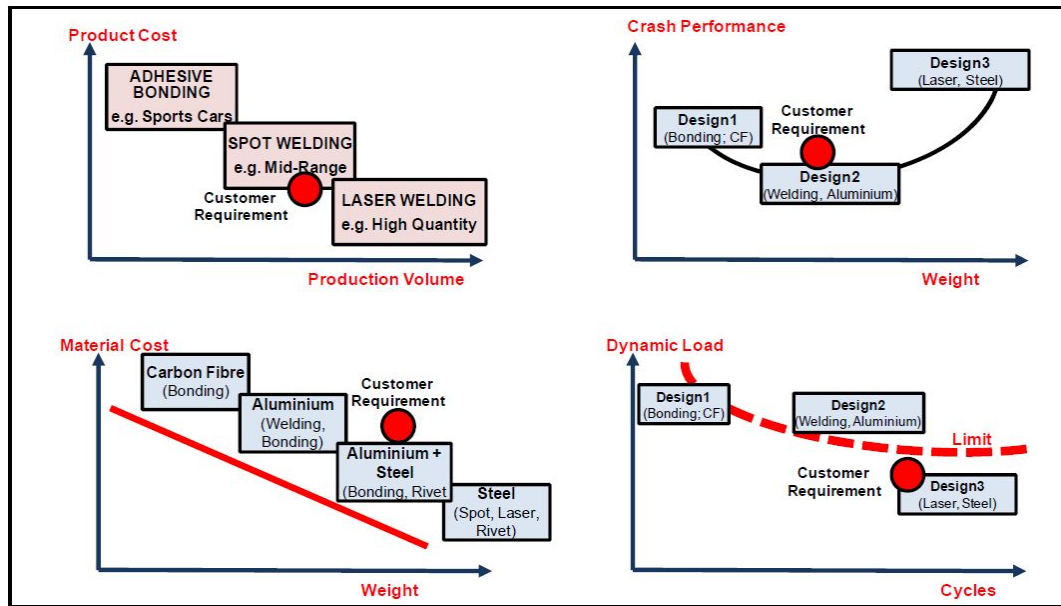 Product Cost
ADHESIVE
BONDING
e.g. Sports Cars
SPOT WELDING
e.g. Mid-Range
Customer
Requirement
LASER WELDING
e.g. High Quantity
Production Volume
Crash Performance
Design3
(Laser, Steel)
Design1
(Bonding; CF)
Customer
Requirement
Design2
(Welding, Aluminium)
Weight
Material Cost
Carbon Fibre
(Bonding)
Customer
Requirement
Aluminium
(Welding,
Bonding)
Aluminium +
Steel
(Bonding, Rivet
Steel
(Spot, Laser,
Rivet)
Weight
Dynamic Load
Design1
(Bonding; CF)
Design2
(Welding, Aluminium)
Limit
Customer
Requirement
Design3
(Laser, Steel)
Cycles